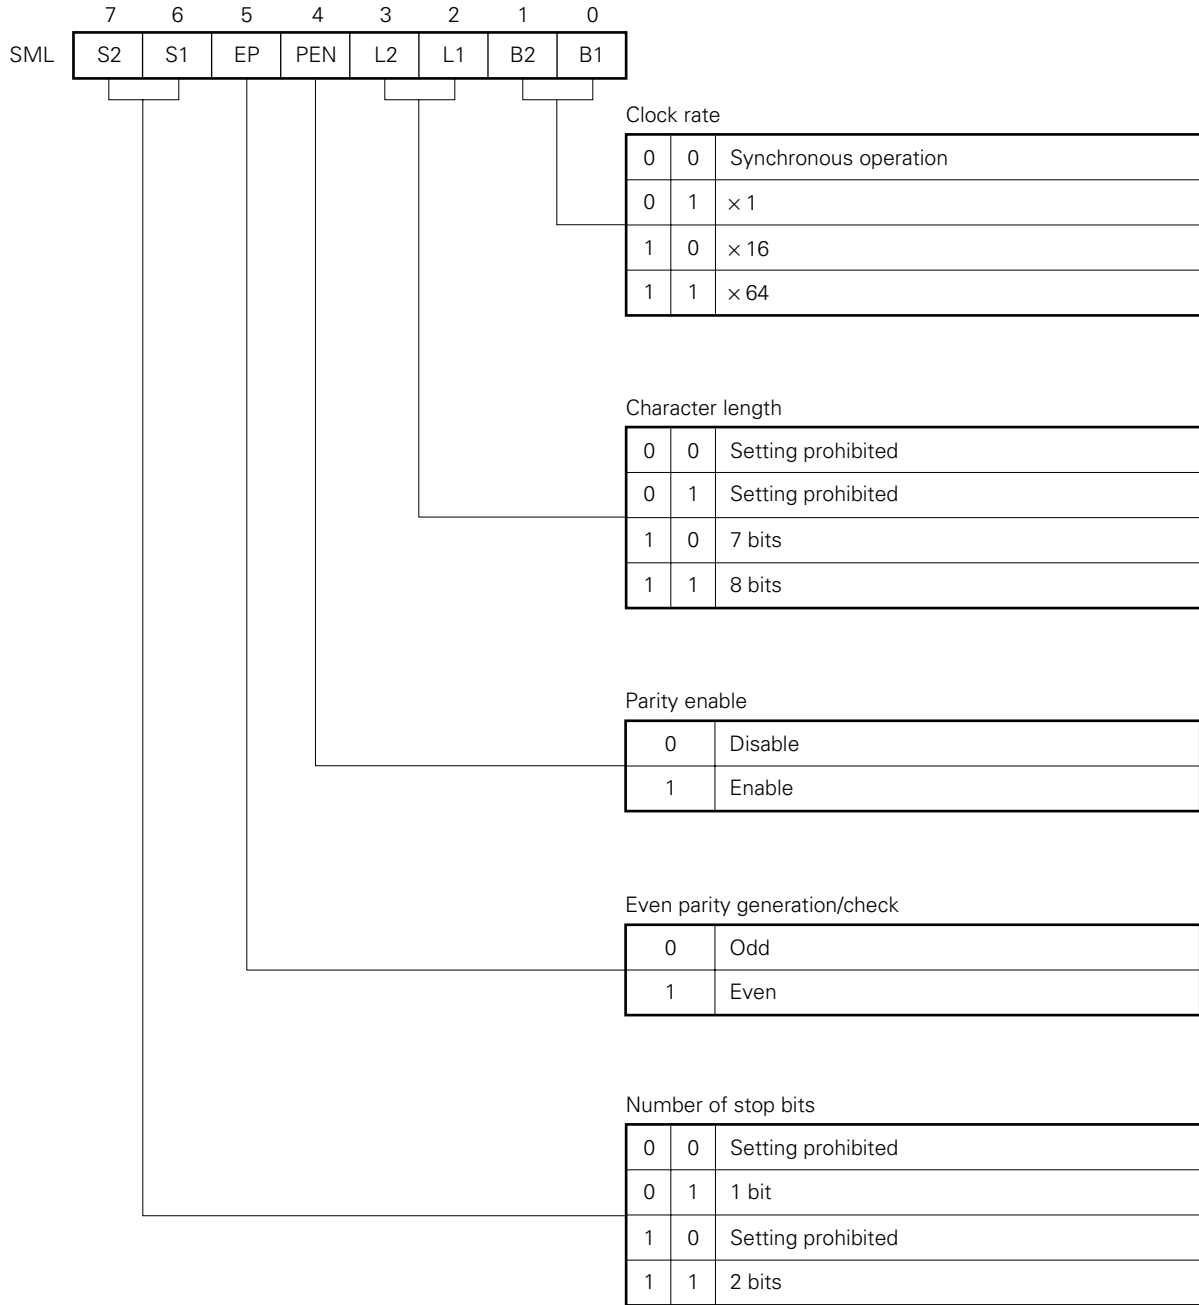 7 6 5 4 3 2 1 0
SML S2 S1 EP PEN L2 L1 B2 B1
Clock rate
0 0 Synchronous operation
0 1 × 1
1 0 × 16
1 1 × 64
Character length
0 0 Setting prohibited
0 1 Setting prohibited
1 0 7 bits
1 1 8 bits
Parity enable
0 Disable
1 Enable
Even parity generation/check
0 Odd
1 Even
Number of stop bits
0 0 Setting prohibited
0 1 1 bit
1 0 Setting prohibited
1 1 2 bits